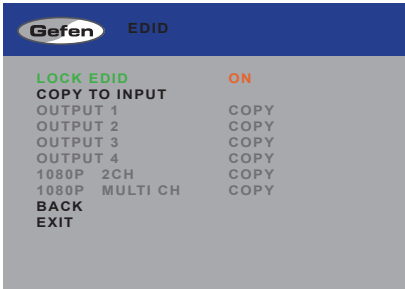 Gefen EDID
LOCK EDID ON
COPY TO INPUT
OUTPUT 1 COPY
OUTPUT 2 COPY
OUTPUT 3 COPY
OUTPUT 4 COPY
1080P 2CH COPY
1080P MULTI CH COPY
BACK
EXIT